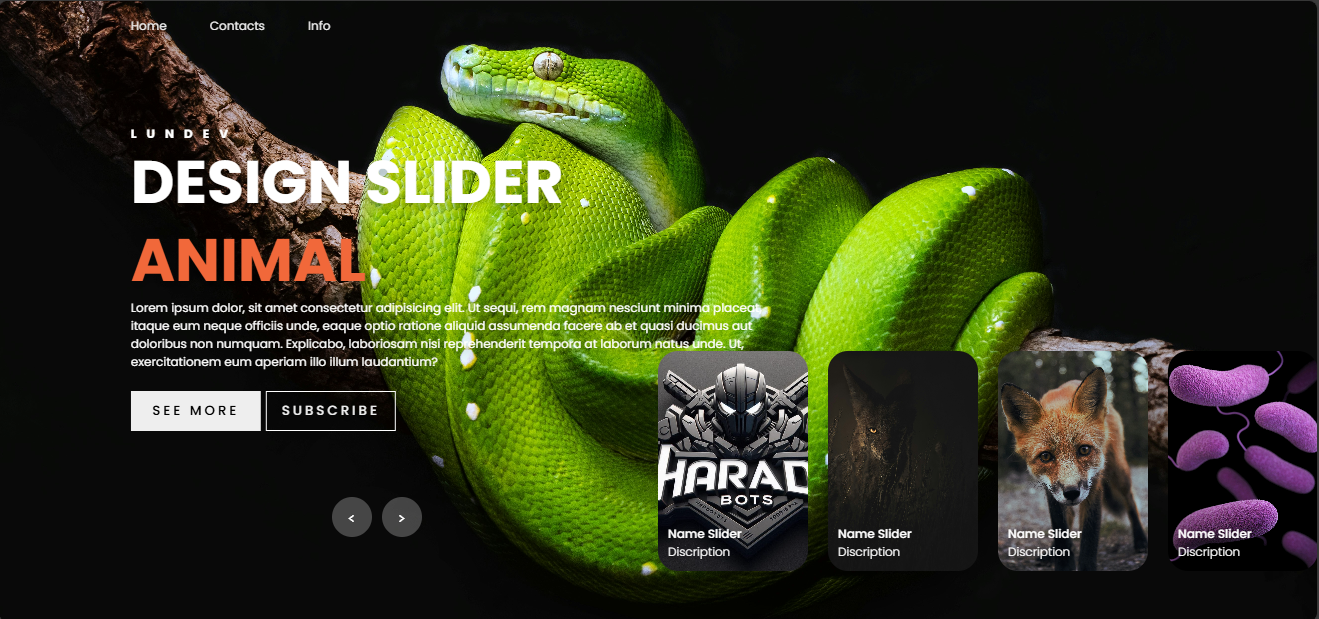 Home Contacts Info
LUNDEV
DESIGN SLIDER
ANIMAL
Lorem ipsum dolor, sit amet consectetur adipisicing elit. Ut sequi, rem magnam nesciunt minima placeat
itaque eum neque officiis unde, eaque optio ratione aliquid assumenda facere ab et quasi ducimus aut
doloribus non numquam. Explicabo, laboriosam nisi reprehenderit tempora at laborum natus unde. Ut,
exercitationem eum aperiam illo illum laudantium?
SEE MORE SUBSCRIBE
< >
HARAD
BOTS
Name Slider
Discription
Name Slider
Discription
Name Slider
Discription
Name Slider
Discription